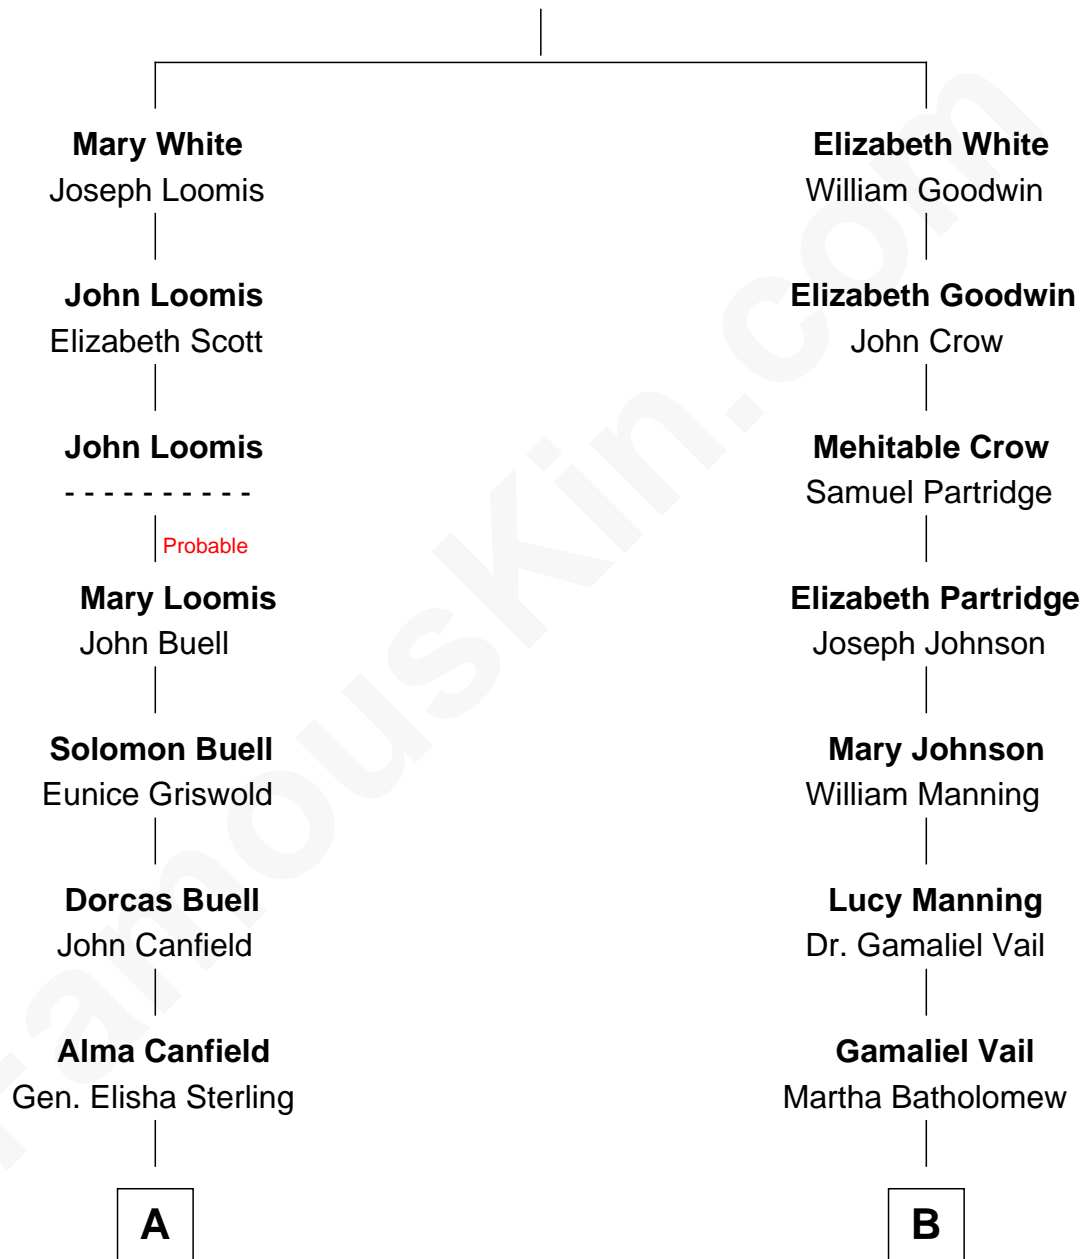 Mary White
Joseph Loomis
John Loomis
Elizabeth Scott
John Loomis
- - - - - - - - - -
Probable
Mary Loomis
John Buell
Solomon Buell
Eunice Griswold
Dorcas Buell
John Canfield
Alma Canfield
Gen. Elisha Sterling
A
Elizabeth White
William Goodwin
Elizabeth Goodwin
John Crow
Mehitable Crow
Samuel Partridge
Elizabeth Partridge
Joseph Johnson
Mary Johnson
William Manning
Lucy Manning
Dr. Gamaliel Vail
Gamaliel Vail
Martha Batholomew
B
FamousKin.com